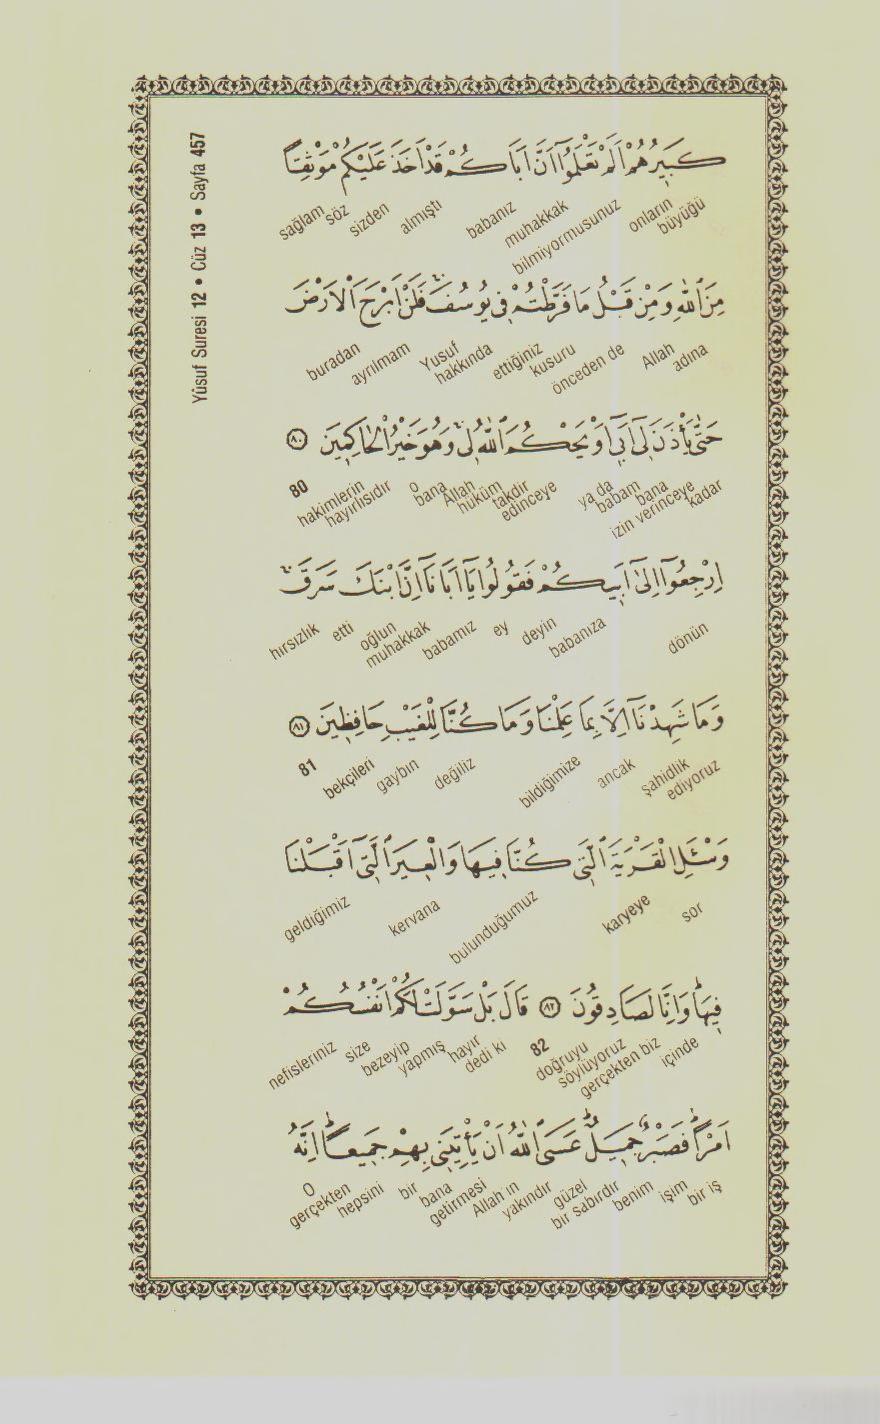 Yûsuf Suresi 12 • Cüz 13 • Sayfa 457
كَبِيرُهُمْ اَلَمْ تَعْلَمُٓوا اَنَّ اَبَاكُمْ قَدْ اَخَذَ عَلَيْكُمْ مَوْثِقًا
onların büyüğü bilmiyormusunuz muhakkak babanız almıştı sizden söz sağlam
مِنَ اللّٰهِ وَمِنْ قَبْلُ مَا فَرَّطْتُمْ فِي يُوسُفَۚ فَلَنْ اَبْرَحَ الْاَرْضَ
adına Allah önceden de kusuru ettiğiniz Yusuf hakkında ayrılmam buradan
حَتّٰى يَأْذَنَ لِٓي اَبِٓي اَوْ يَحْكُمَ اللّٰهُ لِيۚ وَهُوَ خَيْرُ الْحَاكِمِينَ ٨٠
kadar izin verinceye bana babam ya da edinceye takdir hüküm Allah bana o hayırlısıdır hakimlerin 80
اِرْجِعُٓوا اِلٰٓى اَبِيكُمْ فَقُولُوا يَٓا اَبَانَٓا اِنَّ ابْنَكَ سَرَقَۚ
dönün babanıza deyin ey babamız muhakkak oğlun etti hırsızlık
وَمَا شَهِدْنَٓا اِلَّا بِمَا عَلِمْنَا وَمَا كُنَّا لِلْغَيْبِ حَافِظِينَ ٨١
şahidlik ediyoruz ancak bildiğimize değiliz gaybın bekçileri 81
وَسْـَٔلِ الْقَرْيَةَ الَّتِي كُنَّا فِيهَا وَالْعِيرَ الَّتِٓي اَقْبَلْنَا
sor karyeye bulunduğumuz kervana geldiğimiz
فِيهَاۜ وَاِنَّا لَصَادِقُونَ ٨٢ قَالَ بَلْ سَوَّلَتْ لَكُمْ اَنْفُسُكُمْ
içinde gerçekten biz söylüyoruz doğruyu 82 dedi ki hayır yapmış bezeyip size nefisleriniz
اَمْرًاۜ فَصَبْرٌ جَمِيلٌۜ عَسَى اللّٰهُ اَنْ يَأْتِيَنِي بِهِمْ جَمِيعًاۜ اِنَّهُ
bir iş işim benim bir sabırdır güzel yakındır Allah'ın getirmesi bana bir hepsini gerçekten O